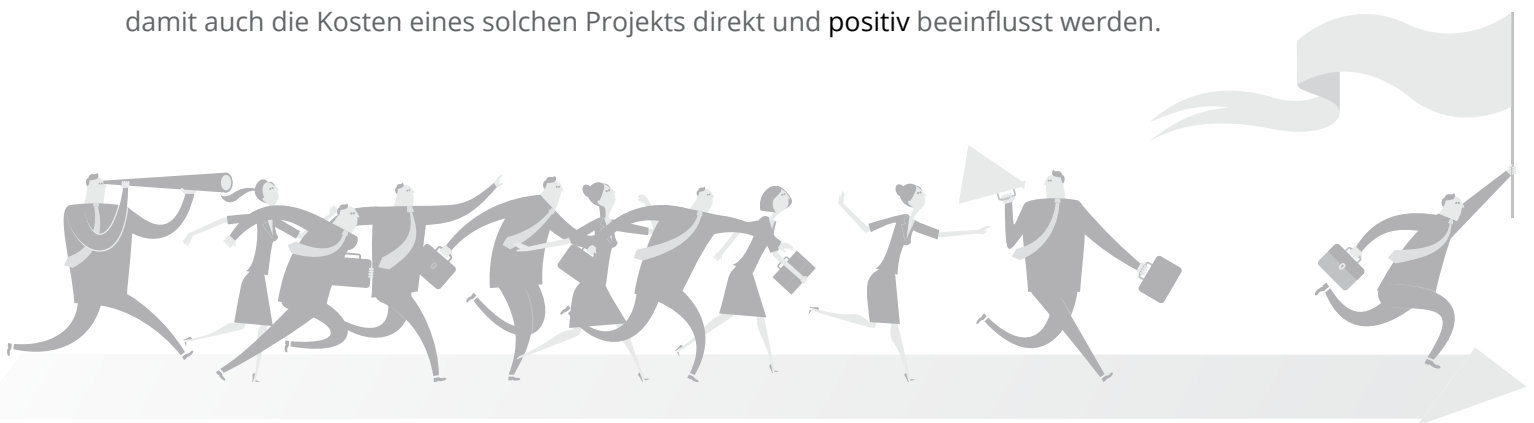 damit auch die Kosten eines solchen Projekts direkt und positiv beeinflusst werden.